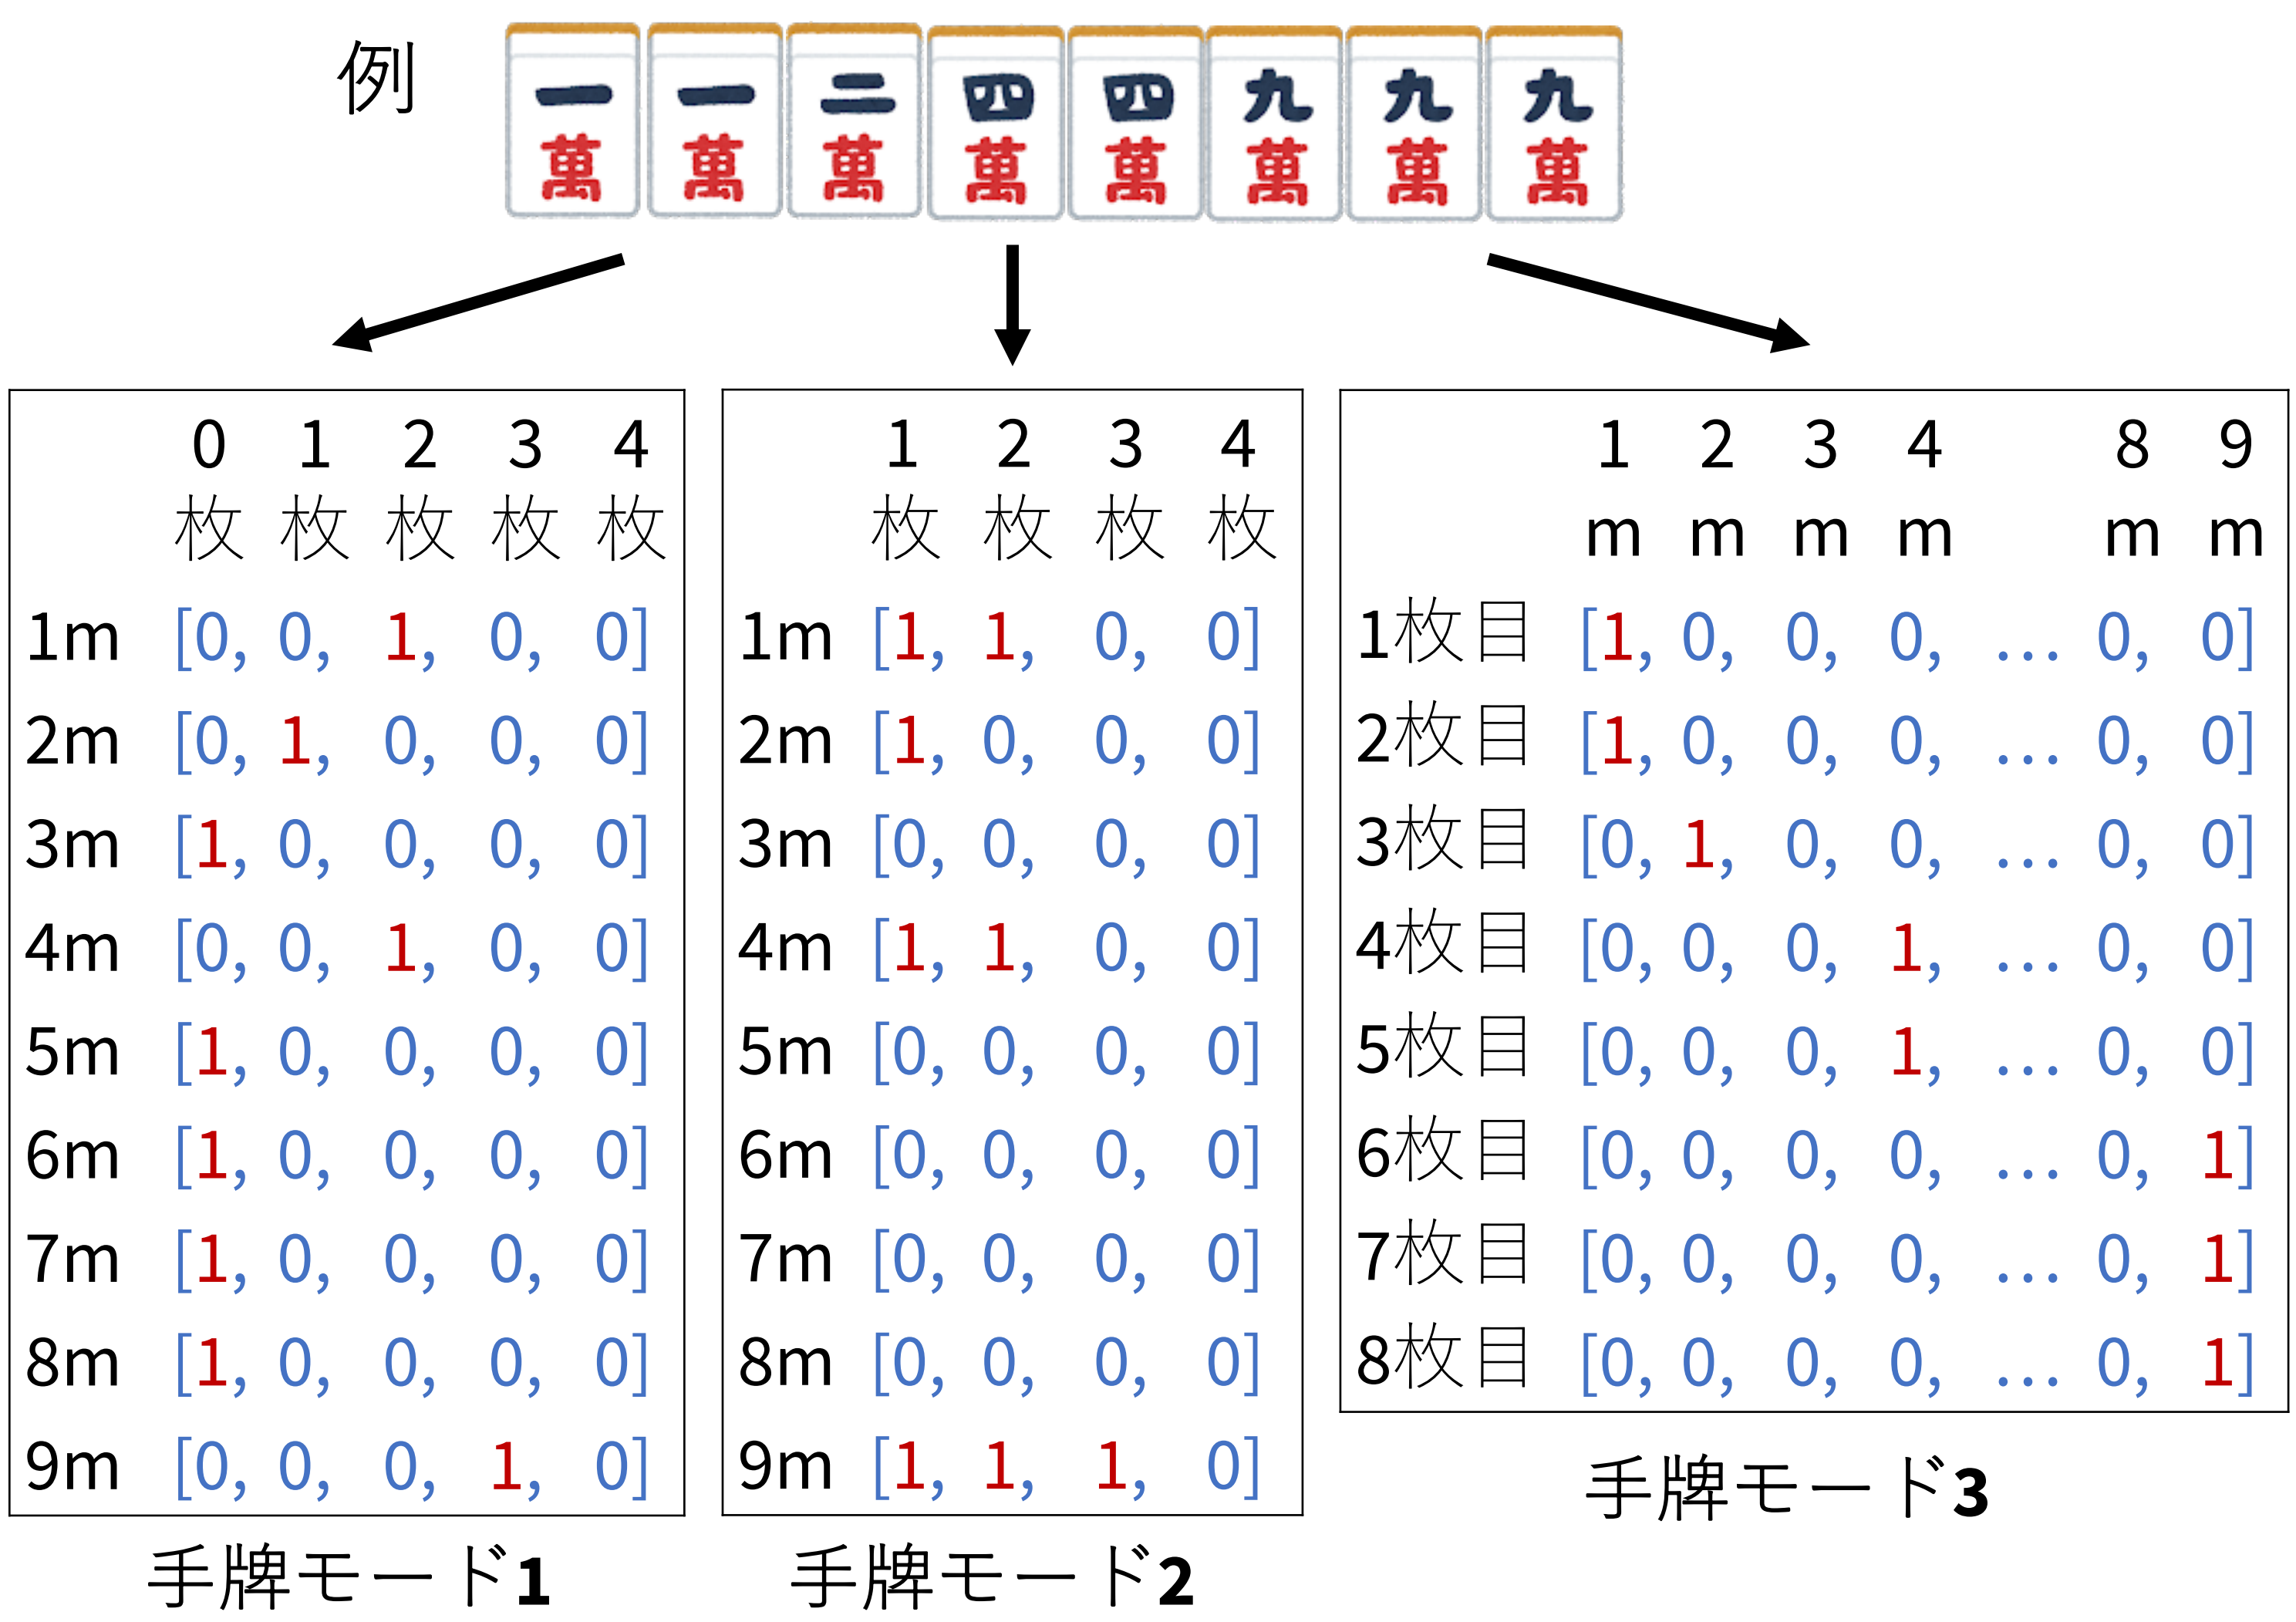 例
一 一 二 四 四 九 九 九
萬 萬 萬 萬 萬 萬 萬 萬
0 1 2 3 4
枚 枚 枚 枚 枚
1m [0, 0, 1, 0, 0]
2m [0, 1, 0, 0, 0]
3m [1, 0, 0, 0, 0]
4m [0, 0, 1, 0, 0]
5m [1, 0, 0, 0, 0]
6m [1, 0, 0, 0, 0]
7m [1, 0, 0, 0, 0]
8m [1, 0, 0, 0, 0]
9m [0, 0, 0, 1, 0]
手牌モード1
1 2 3 4
枚 枚 枚 枚
1m [1, 1, 0, 0]
2m [1, 0, 0, 0]
3m [0, 0, 0, 0]
4m [1, 1, 0, 0]
5m [0, 0, 0, 0]
6m [0, 0, 0, 0]
7m [0, 0, 0, 0]
8m [0, 0, 0, 0]
9m [1, 1, 1, 0]
手牌モード2
1 2 3 4 8 9
m m m m m m
1枚目 [1, 0, 0, 0, ... 0, 0]
2枚目 [1, 0, 0, 0, ... 0, 0]
3枚目 [0, 1, 0, 0, ... 0, 0]
4枚目 [0, 0, 0, 1, ... 0, 0]
5枚目 [0, 0, 0, 1, ... 0, 0]
6枚目 [0, 0, 0, 0, ... 0, 1]
7枚目 [0, 0, 0, 0, ... 0, 1]
8枚目 [0, 0, 0, 0, ... 0, 1]
手牌モード3